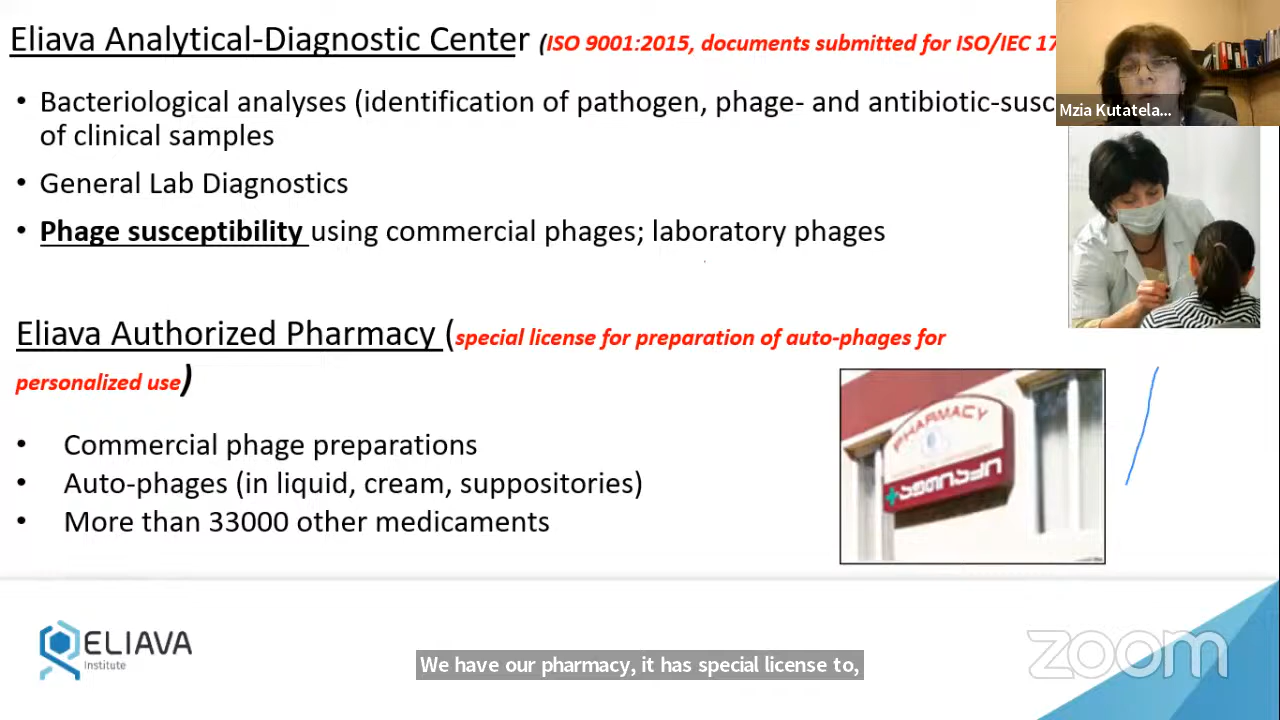 Eliava Analytical-Diagnostic Center (ISO 9001:2015, documents submitted for ISO/IEC 17
• Bacteriological analyses (identification of pathogen, phage- and antibiotic-susc
of clinical samples
• General Lab Diagnostics
• Phage susceptibility using commercial phages; laboratory phages
Mzia Kutatela...
Eliava Authorized Pharmacy (special license for preparation of auto-phages for
personalized use)
• Commercial phage preparations
• Auto-phages (in liquid, cream, suppositories)
• More than 33000 other medicaments
PHARMACY
აფთიაქი
ELIAVA
Institute
We have our pharmacy, it has special license to,
zoom